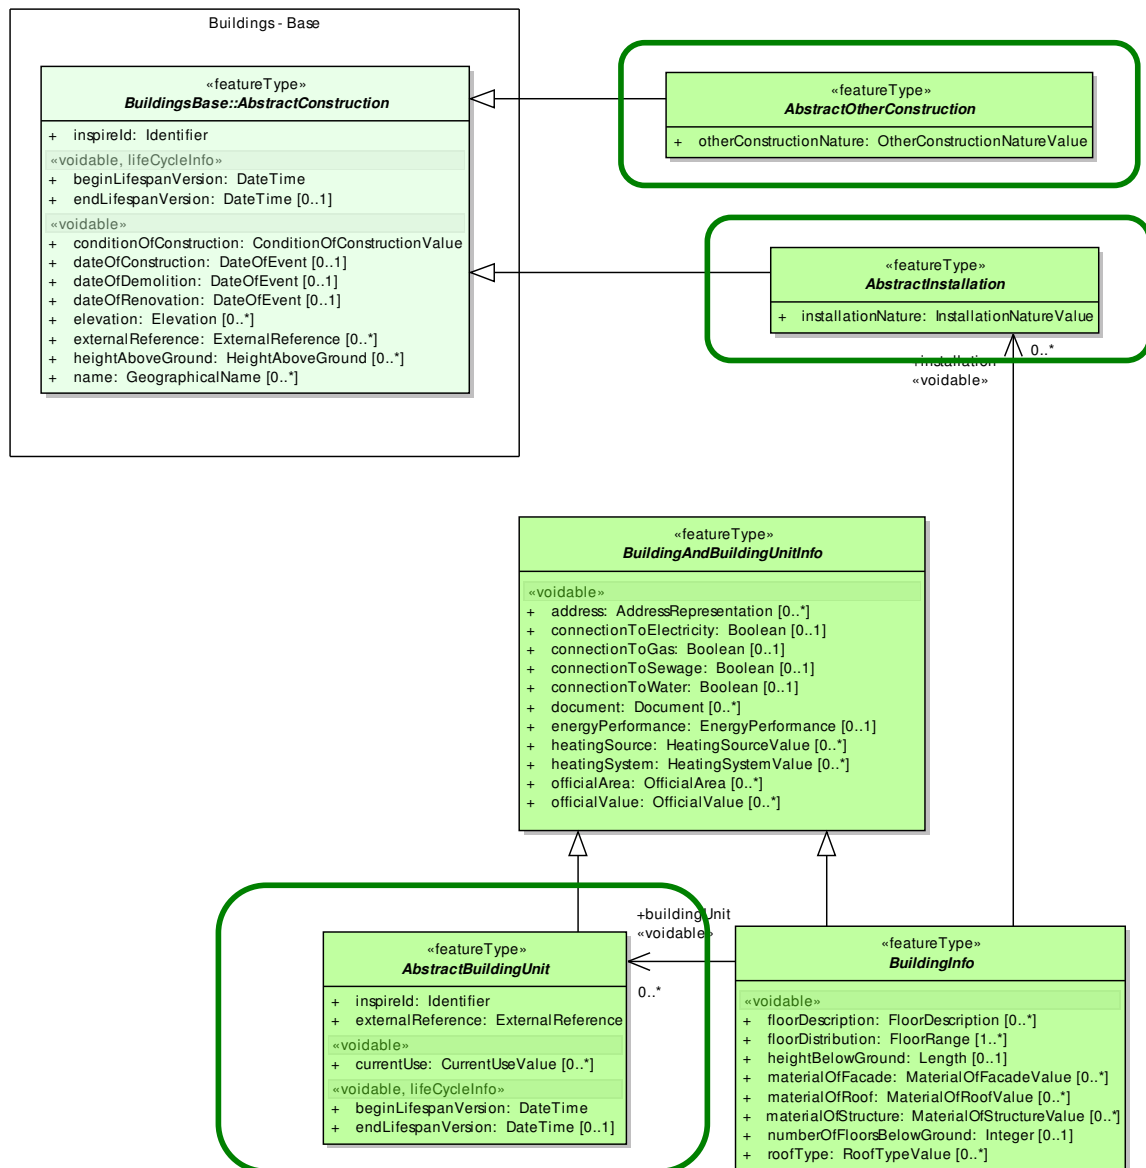 Buildings - Base
«featureType»
BuildingsBase::AbstractConstruction
+ inspireId: Identifier
«voidable, lifeCycleInfo»
+ beginLifespanVersion: DateTime
+ endLifespanVersion: DateTime [0..1]
«voidable»
+ conditionOfConstruction: ConditionOfConstructionValue
+ dateOfConstruction: DateOfEvent [0..1]
+ dateOfDemolition: DateOfEvent [0..1]
+ dateOfRenovation: DateOfEvent [0..1]
+ elevation: Elevation [0..*]
+ externalReference: ExternalReference [0..*]
+ heightAboveGround: HeightAboveGround [0..*]
+ name: GeographicalName [0..*]
«featureType»
AbstractOtherConstruction
+ otherConstructionNature: OtherConstructionNatureValue
«featureType»
AbstractInstallation
+ installationNature: InstallationNatureValue
0..*
+installation
«voidable»
«featureType»
BuildingAndBuildingUnitInfo
«voidable»
+ address: AddressRepresentation [0..*]
+ connectionToElectricity: Boolean [0..1]
+ connectionToGas: Boolean [0..1]
+ connectionToSewage: Boolean [0..1]
+ connectionToWater: Boolean [0..1]
+ document: Document [0..*]
+ energyPerformance: EnergyPerformance [0..1]
+ heatingSource: HeatingSourceValue [0..*]
+ heatingSystem: HeatingSystemValue [0..*]
+ officialArea: OfficialArea [0..*]
+ officialValue: OfficialValue [0..*]
+buildingUnit
«voidable»
0..*
«featureType»
AbstractBuildingUnit
+ inspireId: Identifier
+ externalReference: ExternalReference
«voidable»
+ currentUse: CurrentUseValue [0..*]
«voidable, lifeCycleInfo»
+ beginLifespanVersion: DateTime
+ endLifespanVersion: DateTime [0..1]
«featureType»
BuildingInfo
«voidable»
+ floorDescription: FloorDescription [0..*]
+ floorDistribution: FloorRange [1..*]
+ heightBelowGround: Length [0..1]
+ materialOfFacade: MaterialOfFacadeValue [0..*]
+ materialOfRoof: MaterialOfRoofValue [0..*]
+ materialOfStructure: MaterialOfStructureValue [0..*]
+ numberOfFloorsBelowGround: Integer [0..1]
+ roofType: RoofTypeValue [0..*]